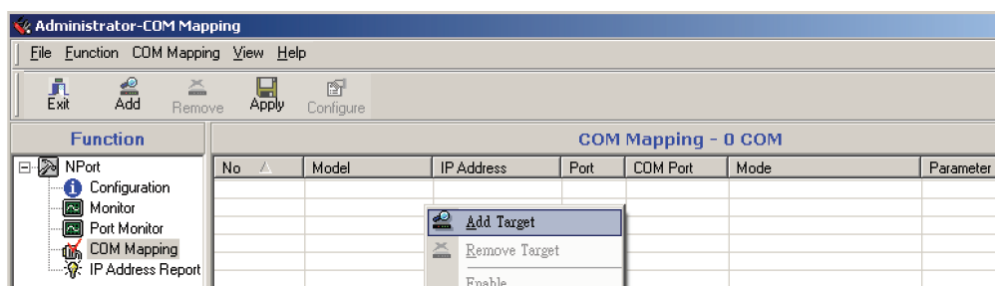 Administrator-COM Mapping
File Function COM Mapping View Help
Exit Add Remove Apply Configure
Function
COM Mapping - 0 COM
No Model IP Address Port COM Port Mode Parameter
NPort
Configuration
Monitor
Port Monitor
COM Mapping
IP Address Report
Add Target
Remove Target
Enable